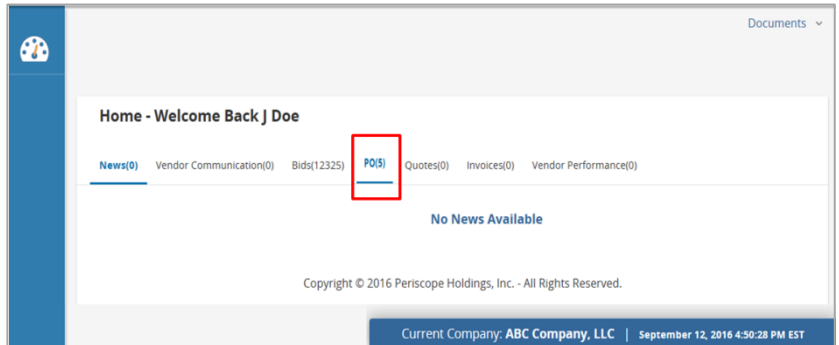 Documents
Home - Welcome Back J Doe
News(0) Vendor Communication(0) Bids(12325) PO(5) Quotes(0) Invoices(0) Vendor Performance(0)
No News Available
Copyright © 2016 Periscope Holdings, Inc. - All Rights Reserved.
Current Company: ABC Company, LLC | September 12, 2016 4:50:28 PM EST